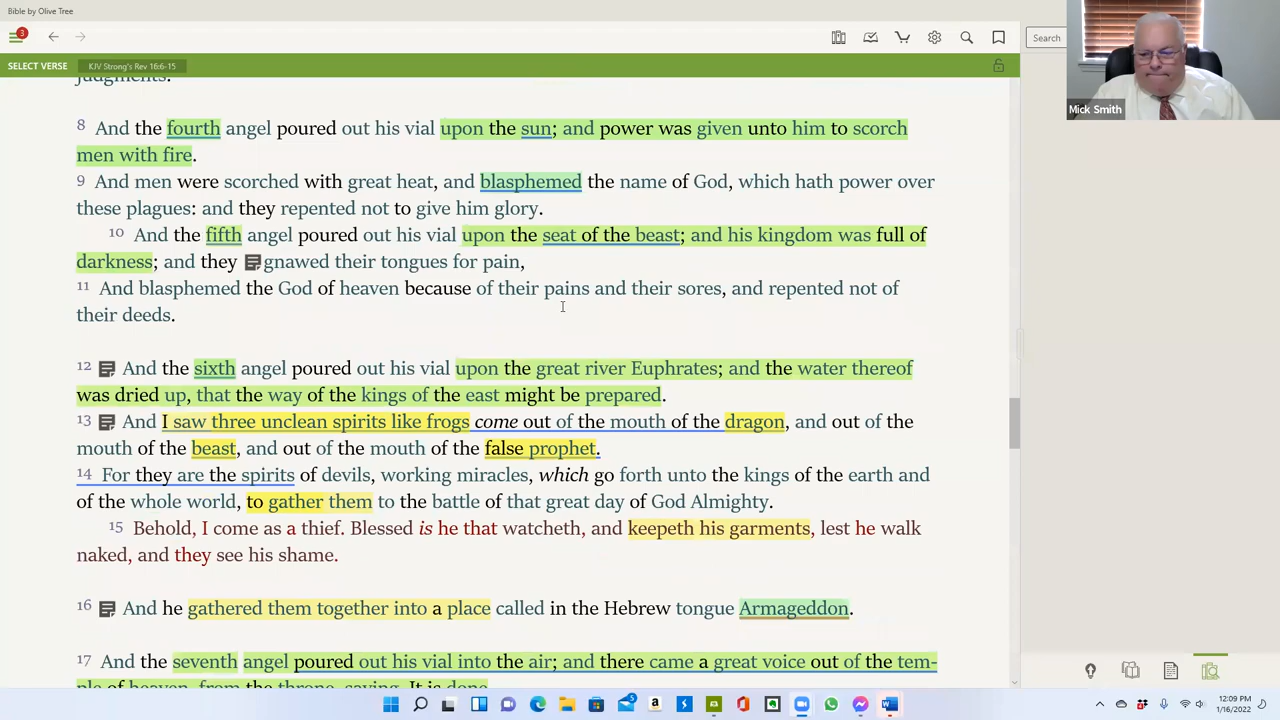 Bible by Olive Tree
3
Search
SELECT VERSE
KJV Strong's Rev 16:6-15
Mick Smith
judgments.
8 And the fourth angel poured out his vial upon the sun; and power was given unto him to scorch
men with fire.
9 And men were scorched with great heat, and blasphemed the name of God, which hath power over
these plagues: and they repented not to give him glory.
10 And the fifth angel poured out his vial upon the seat of the beast; and his kingdom was full of
darkness; and they gnawed their tongues for pain,
11 And blasphemed the God of heaven because of their pains and their sores, and repented not of
their deeds.
12 And the sixth angel poured out his vial upon the great river Euphrates; and the water thereof
was dried up, that the way of the kings of the east might be prepared.
13 And I saw three unclean spirits like frogs come out of the mouth of the dragon, and out of the
mouth of the beast, and out of the mouth of the false prophet.
14 For they are the spirits of devils, working miracles, which go forth unto the kings of the earth and
of the whole world, to gather them to the battle of that great day of God Almighty.
15 Behold, I come as a thief. Blessed is he that watcheth, and keepeth his garments, lest he walk
naked, and they see his shame.
16 And he gathered them together into a place called in the Hebrew tongue Armageddon.
17 And the seventh angel poured out his vial into the air; and there came a great voice out of the tem-
ple of heaven, from the throne, saying, It is done.
5
12:09 PM
1/16/2022